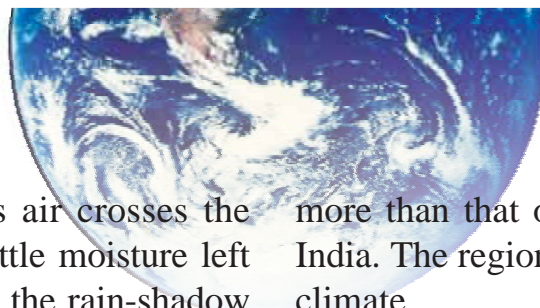 s air crosses the
ttle moisture left
the rain-shadow
more than that o
India. The region
climate.